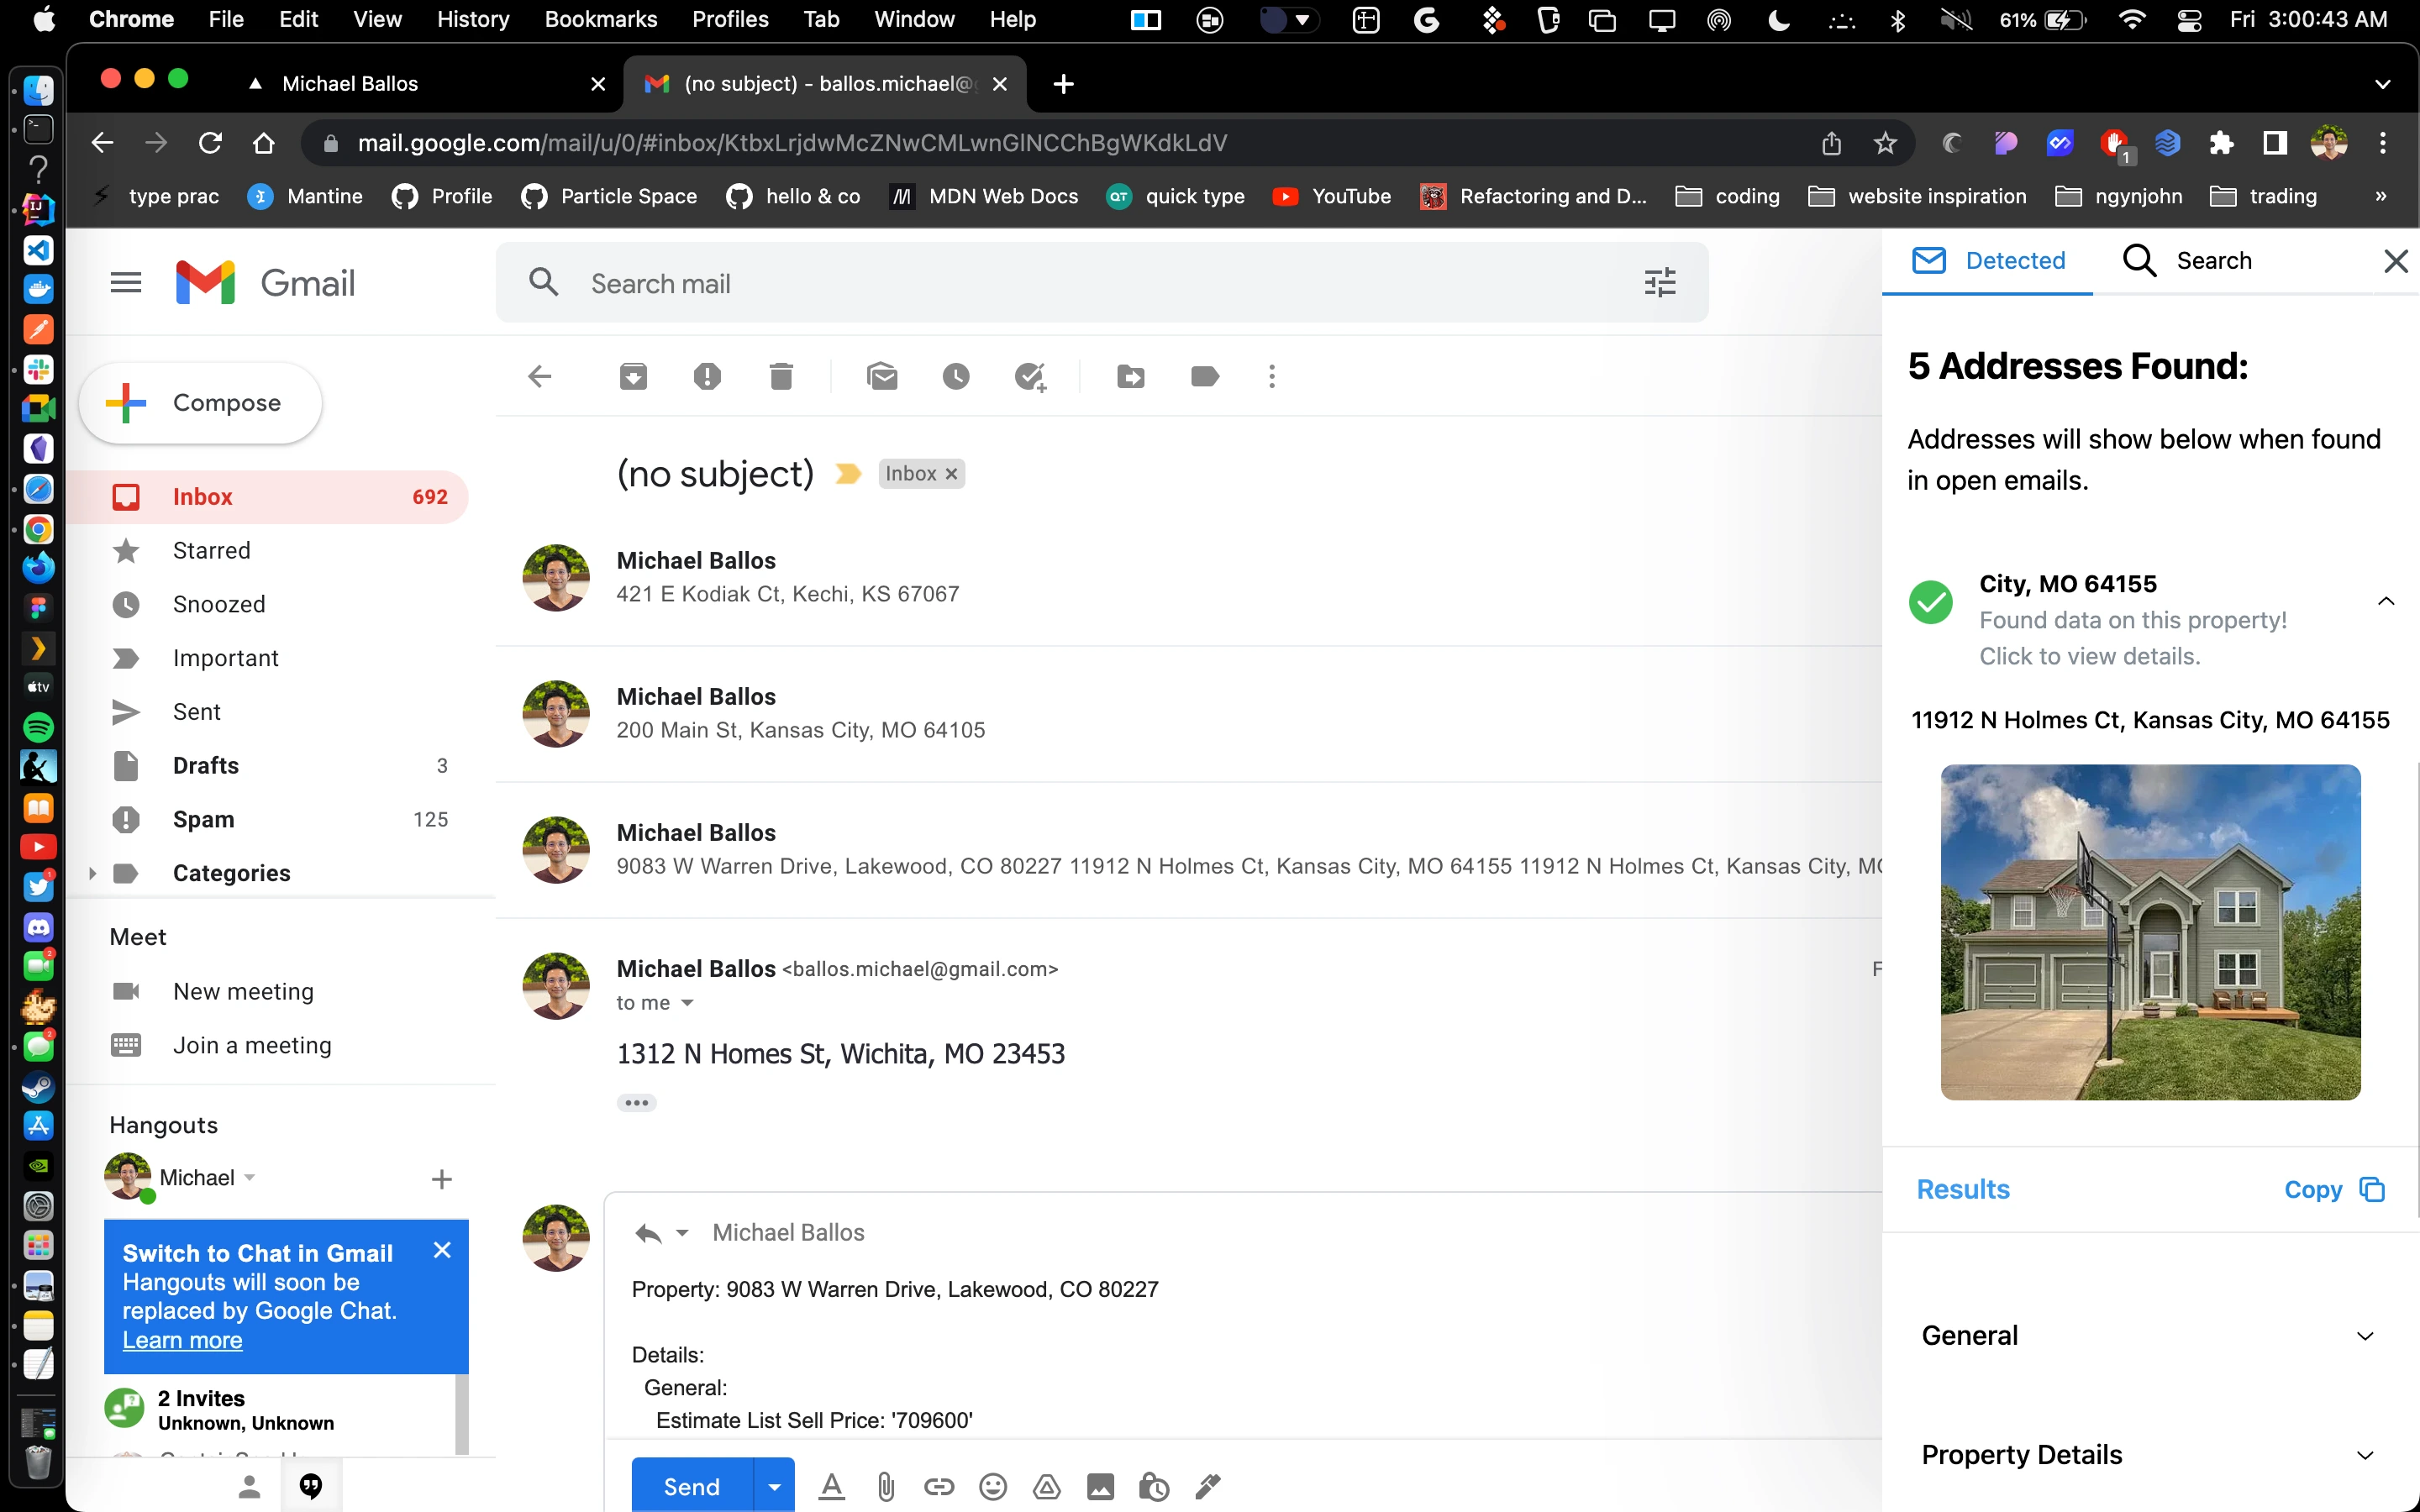 Chrome File Edit View History Bookmarks Profiles Tab Window Help 61% Fri 3:00:43 AM
Michael Ballos
(no subject) - ballos.michael@
mail.google.com/mail/u/0/#inbox/KtbxLrjdwMcZNwCMLwnGlNCChBgWKdkLdV
1
type prac Mantine Profile Particle Space hello & co MDN Web Docs QT quick type YouTube Refactoring and D... coding website inspiration ngynjohn trading »
Gmail
Search mail
Compose
Inbox 692
Starred
Snoozed
Important
Sent
Drafts 3
Spam 125
Categories
Meet
New meeting
Join a meeting
Hangouts
Michael
Switch to Chat in Gmail
Hangouts will soon be
replaced by Google Chat.
Learn more
2 Invites
Unknown, Unknown
(no subject) Inbox
Michael Ballos
421 E Kodiak Ct, Kechi, KS 67067
Michael Ballos
200 Main St, Kansas City, MO 64105
Michael Ballos
9083 W Warren Drive, Lakewood, CO 80227 11912 N Holmes Ct, Kansas City, MO 64155 11912 N Holmes Ct, Kansas City, MO
Michael Ballos <ballos.michael@gmail.com>
to me
1312 N Homes St, Wichita, MO 23453
Michael Ballos
Property: 9083 W Warren Drive, Lakewood, CO 80227
Details:
General:
Estimate List Sell Price: '709600'
Send
Detected Search
5 Addresses Found:
Addresses will show below when found
in open emails.
City, MO 64155
Found data on this property!
Click to view details.
11912 N Holmes Ct, Kansas City, MO 64155
Results Copy
General
Property Details